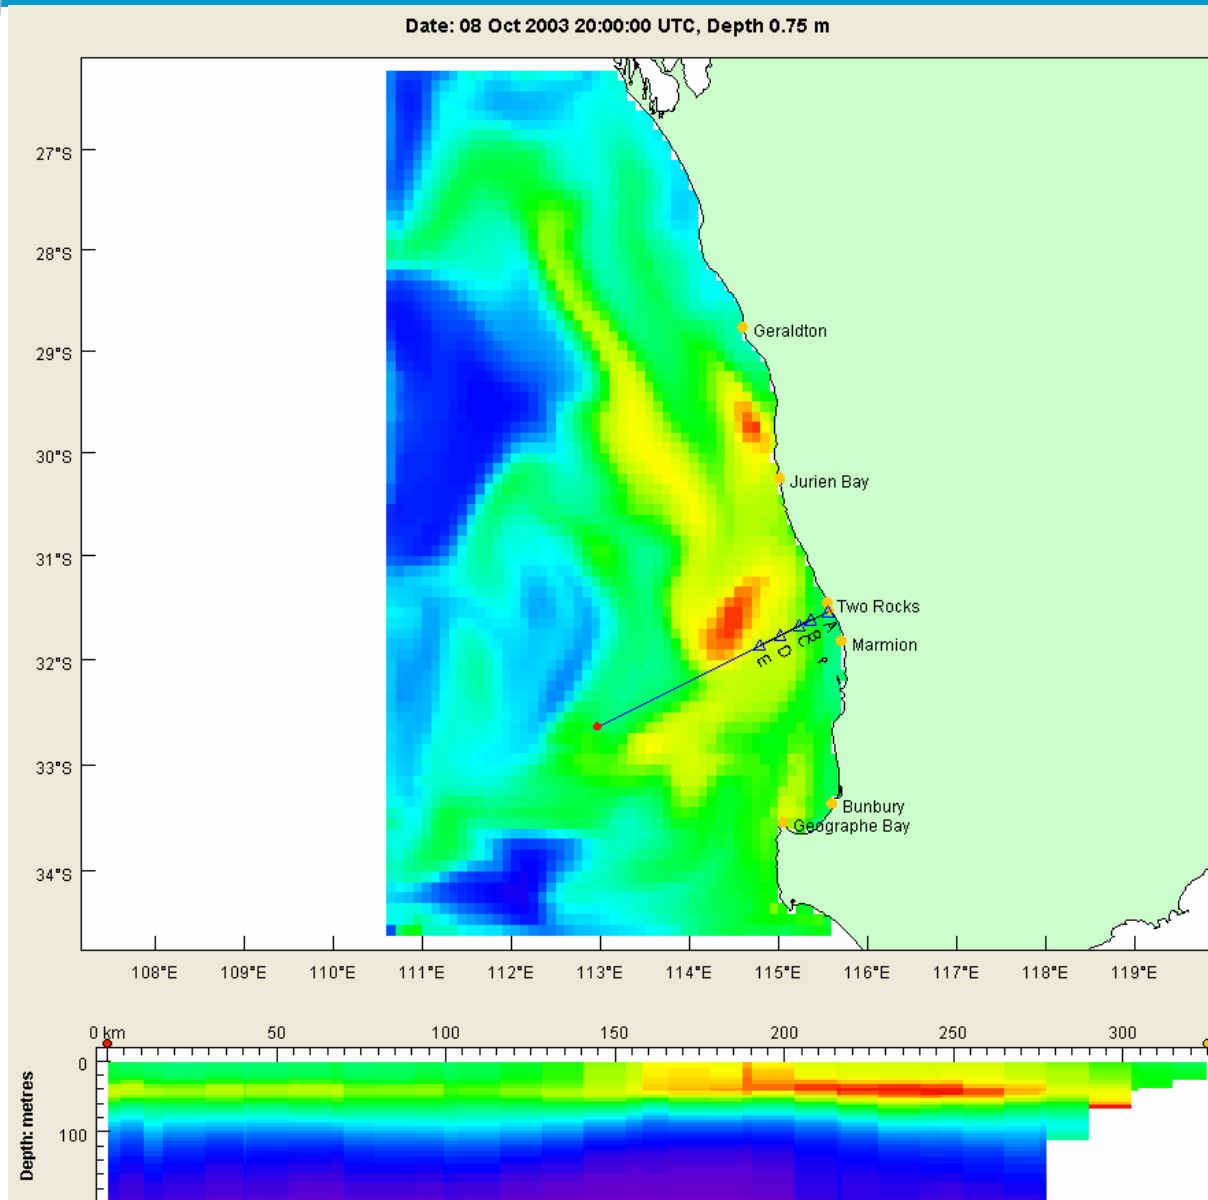 Date: 08 Oct 2003 20:00:00 UTC, Depth 0.75 m
27°S
28°S
Geraldton
29°S
30°S
Jurien Bay
31°S
Two Rocks
A
B
C
D
E
Marmion
32°S
33°S
Bunbury
Geographe Bay
34°S
108°E 109°E 110°E 111°E 112°E 113°E 114°E 115°E 116°E 117°E 118°E 119°E
0 km 50 100 150 200 250 300
0
100
Depth: metres